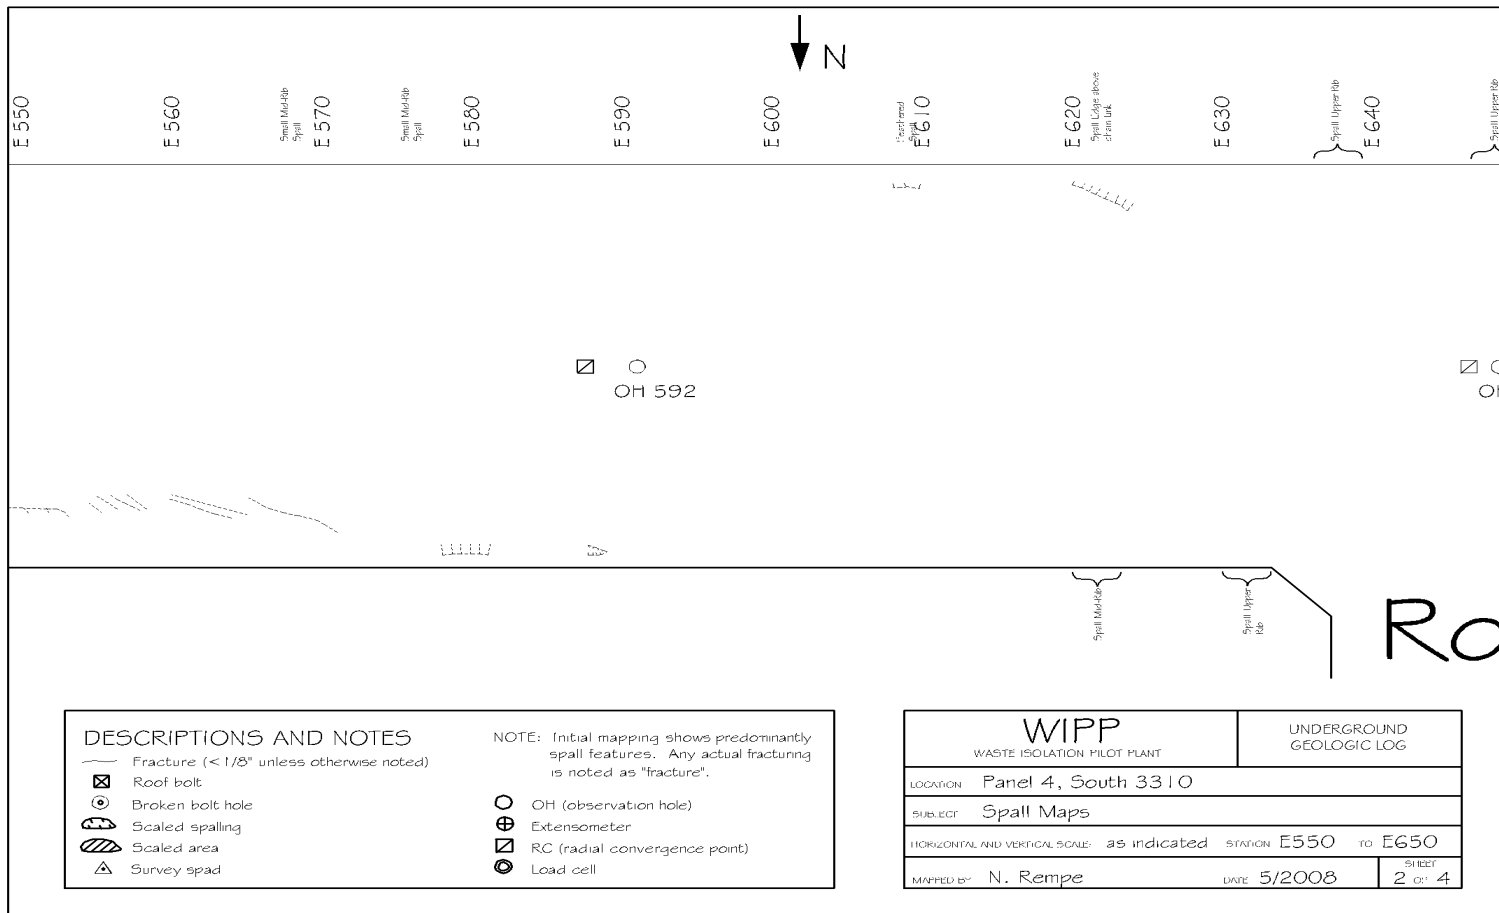 N
E 550
E 560
Small Mid-Rib
Spall
E 570
Small Mid-Rib
Spall
E 580
E 590
E 600
Feathered
Spall
E 610
E 620
Spall Edge above
chain link
E 630
Spall Upper Rib
E 640
Spall Upper Rib
OH 592
OH
Spall Mid-Rib
Spall Upper
Rib
Ro
DESCRIPTIONS AND NOTES
Fracture (< 1/8" unless otherwise noted)
Roof bolt
Broken bolt hole
Scaled spalling
Scaled area
Survey spad
NOTE: Initial mapping shows predominantly
spall features. Any actual fracturing
is noted as "fracture".
OH (observation hole)
Extensometer
RC (radial convergence point)
Load cell
WIPP
WASTE ISOLATION PILOT PLANT
UNDERGROUND
GEOLOGIC LOG
LOCATION Panel 4, South 3310
SUBJECT Spall Maps
HORIZONTAL AND VERTICAL SCALE: as indicated STATION E550 TO E650
MAPPED BY N. Rempe DATE 5/2008
SHEET
2 OF 4